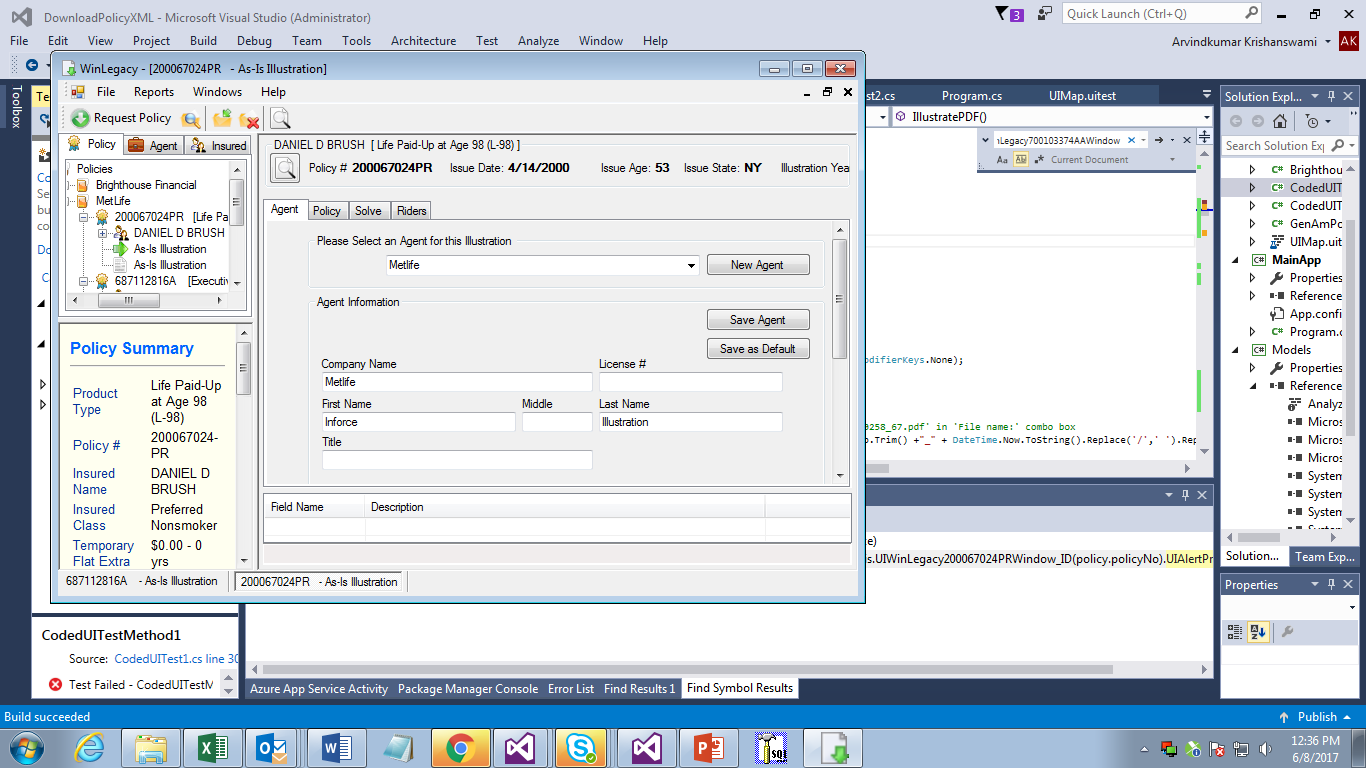 DownloadPolicyXML - Microsoft Visual Studio (Administrator)
3
Quick Launch (Ctrl+Q)
File Edit View Project Build Debug Team Tools Architecture Test Analyze Window Help
Arvindkumar Krishanswami AK
WinLegacy - [200067024PR - As-Is Illustration]
File Reports Windows Help
Request Policy
Policy Agent Insured
Policies
Brighthouse Financial
MetLife
200067024PR [Life Pa
DANIEL D BRUSH
As-Is Illustration
As-Is Illustration
687112816A [Executiv
Policy Summary
Product Type
Life Paid-Up at Age 98 (L-98)
Policy #
200067024-PR
Insured Name
DANIEL D BRUSH
Insured Class
Preferred Nonsmoker
Temporary Flat Extra
$0.00 - 0 yrs
DANIEL D BRUSH [ Life Paid-Up at Age 98 (L-98) ]
Policy # 200067024PR Issue Date: 4/14/2000 Issue Age: 53 Issue State: NY Illustration Yea
Agent Policy Solve Riders
Please Select an Agent for this Illustration
Metlife
New Agent
Agent Information
Save Agent
Save as Default
Company Name License #
Metlife
First Name Middle Last Name
Inforce Illustration
Title
Field Name Description
687112816A - As-Is Illustration 200067024PR - As-Is Illustration
Toolbox
Te
Co
Se
bu
co
Do
C
st2.cs Program.cs UIMap.uitest
IllustratePDF()
Legacy700103374AAWindow
Aa Current Document
odifierKeys.None);
0258_67.pdf' in 'File name:' combo box
o.Trim() +"_" + DateTime.Now.ToString().Replace('/',' ').Rep
e)
s.UIWinLegacy200067024PRWindow_ID(policy.policyNo).UIAlertPr
Solution Expl...
Search Solution Exp
Brighthou
C# CodedUIT
C# CodedUIT
C# GenAmPo
UIMap.uit
C# MainApp
Properties
Reference
App.confi
C# Program.c
C# Models
Properties
Reference
Analyz
Micros
Micros
Micros
System
System
System
Solution... Team Exp...
Properties
CodedUITestMethod1
Source: CodedUITest1.cs line 30
Test Failed - CodedUITestM
Azure App Service Activity Package Manager Console Error List Find Results 1 Find Symbol Results
Build succeeded
Publish
12:36 PM
6/8/2017